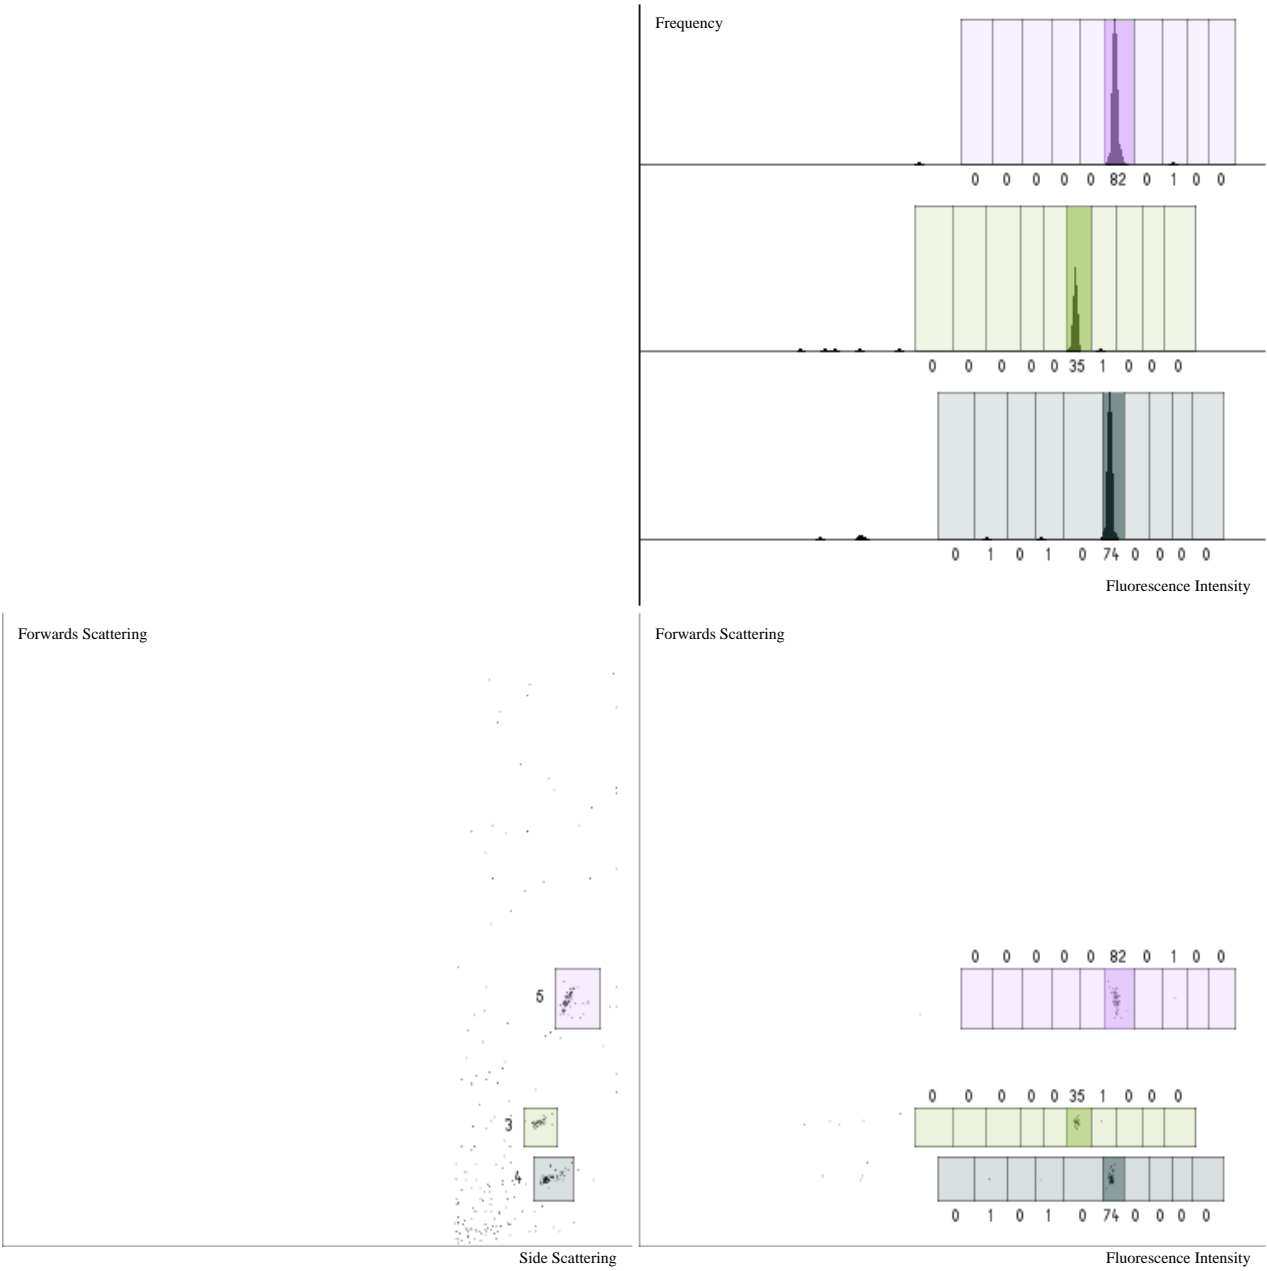 Frequency
0 0 0 0 0 82 0 1 0 0
0 0 0 0 0 35 1 0 0 0
0 1 0 1 0 74 0 0 0 0
Fluorescence Intensity
Forwards Scattering
5
3
4
Side Scattering
Forwards Scattering
0 0 0 0 0 82 0 1 0 0
0 0 0 0 0 35 1 0 0 0
0 1 0 1 0 74 0 0 0 0
Fluorescence Intensity